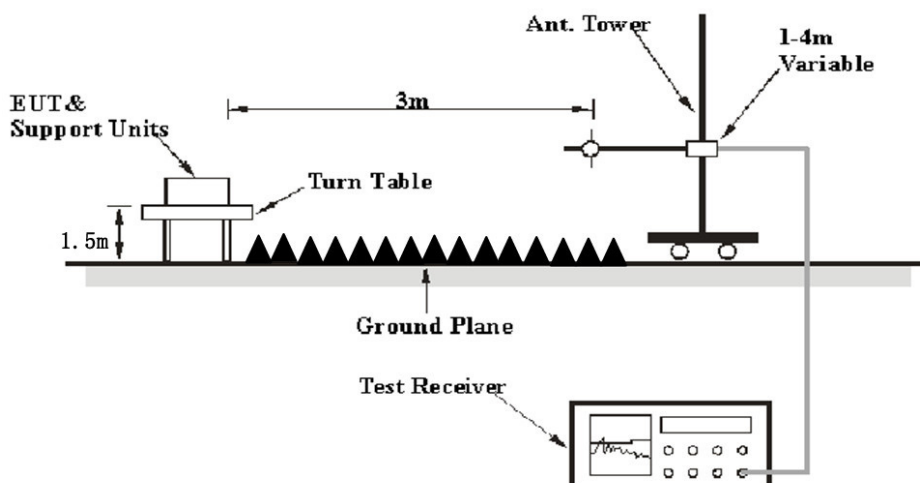 Ant. Tower
1-4m
Variable
3m
EUT&
Support Units
Turn Table
1.5m
Ground Plane
Test Receiver